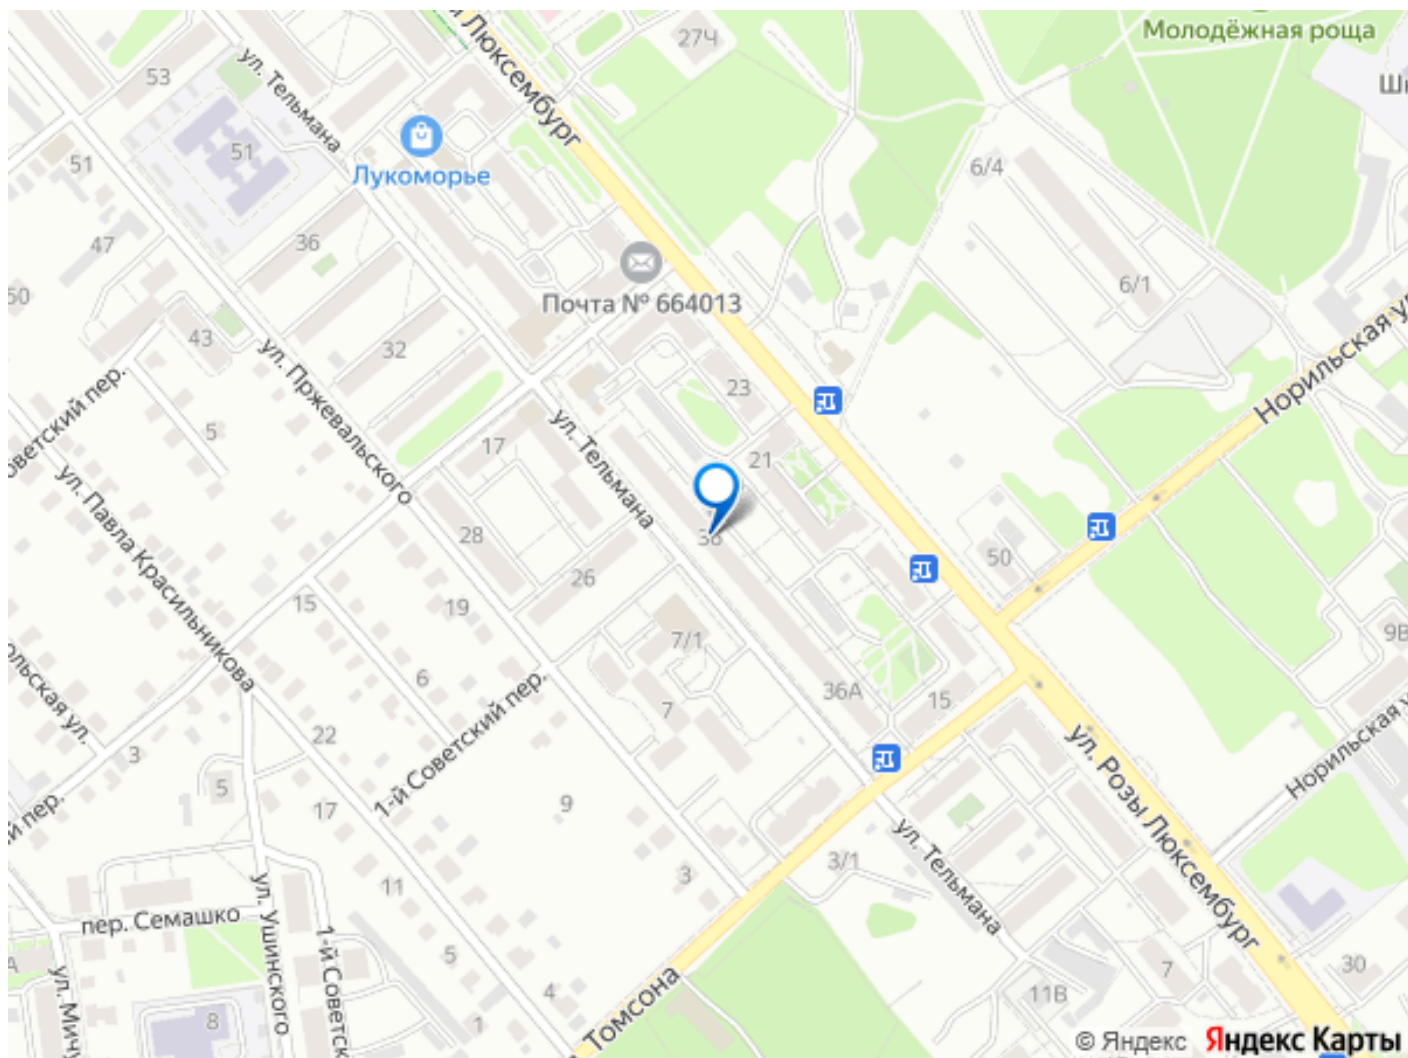 ы Люксембург
27Ч
Молодёжная роща
53
ул. Тельмана
51
51
Лукоморье
6/4
47
36
50
Почта № 664013
6/1
43
32
ул. Пржевальского
Норильская ул
23
5
17
ул. Тельмана
21
ветский пер.
ул. Павла Красильникова
28
38
50
26
15
19
7/1
9В
6
7
36А
15
ольская ул.
22
3
1-й Советский пер.
ул. Розы Люксембург
Норильская у
5
17
9
й пер.
3/1
ул. Тельмана
3
11
пер. Семашко
ул. Ушинского
1-й Советск
5
7
30
А
ул. Мичу
4
11В
8
1
Томсона
© Яндекс Яндекс Карты